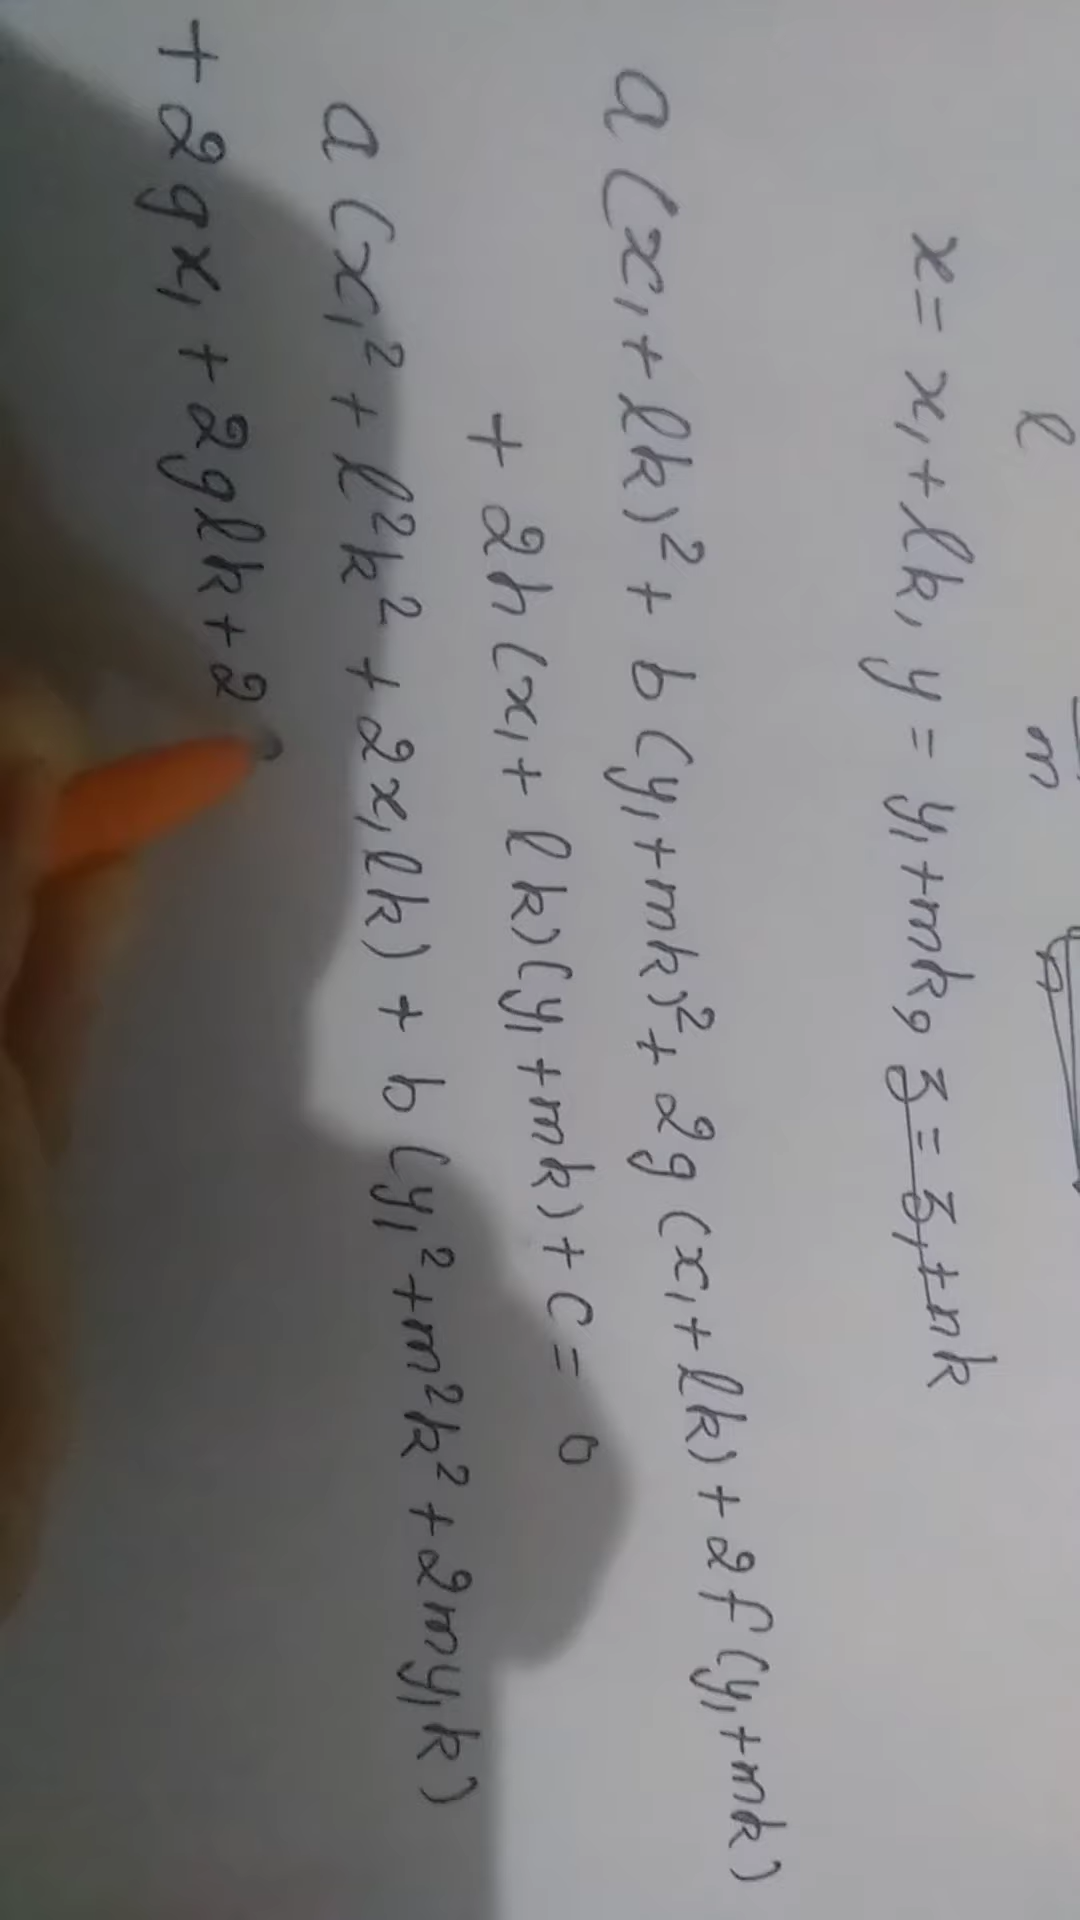 l m n
x = x₁ + lk, y = y₁ + mk, z = z₁ + nk
a (x₁ + lk)² + b (y₁ + mk)² + 2g (x₁ + lk) + 2f (y₁ + mk)
+ 2h (x₁ + lk) (y₁ + mk) + c = 0
a (x₁² + l²k² + 2x₁lk) + b (y₁² + m²k² + 2my₁k)
+ 2gx₁ + 2glk + 2